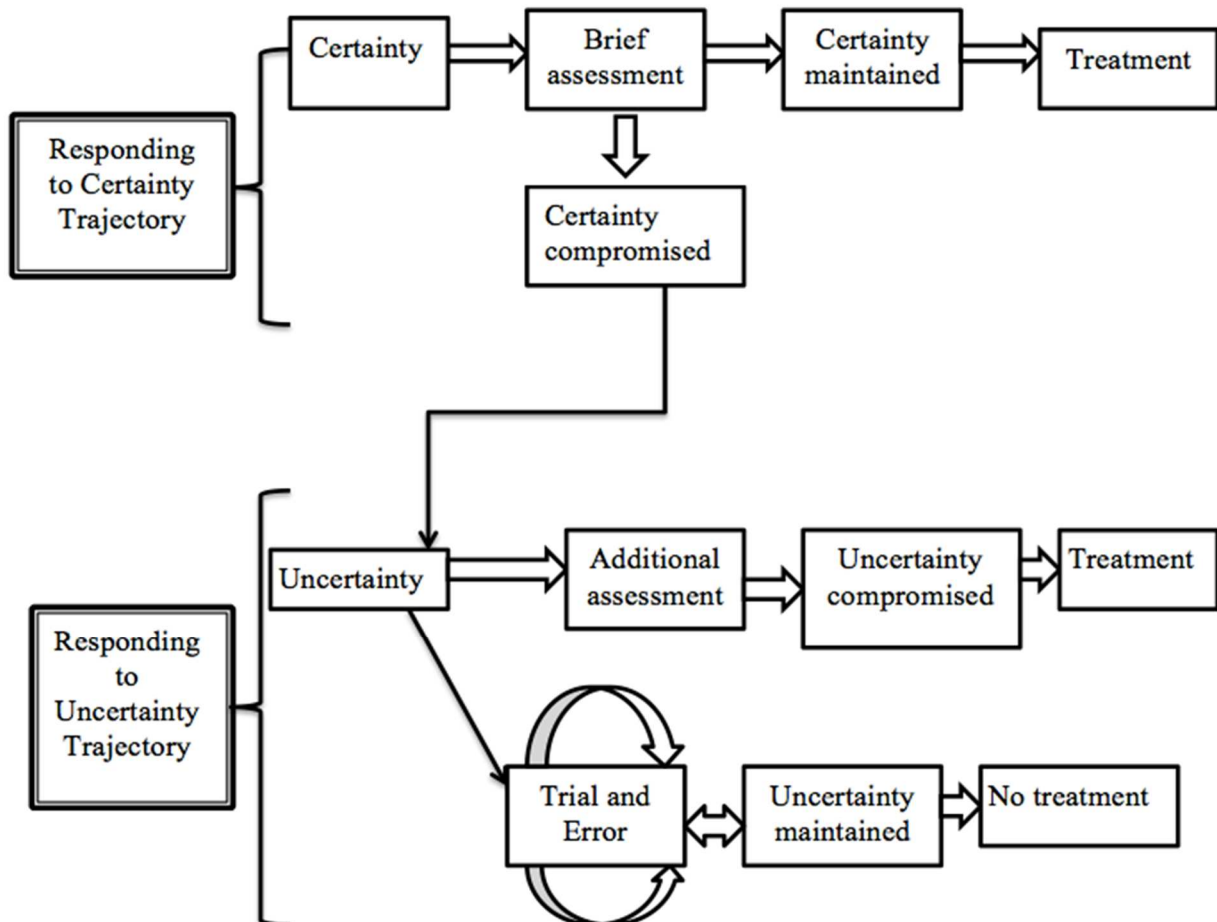 Certainty
Brief
assessment
Certainty
maintained
Treatment
Responding
to Certainty
Trajectory
Certainty
compromised
Uncertainty
Additional
assessment
Uncertainty
compromised
Treatment
Responding
to
Uncertainty
Trajectory
Trial and
Error
Uncertainty
maintained
No treatment